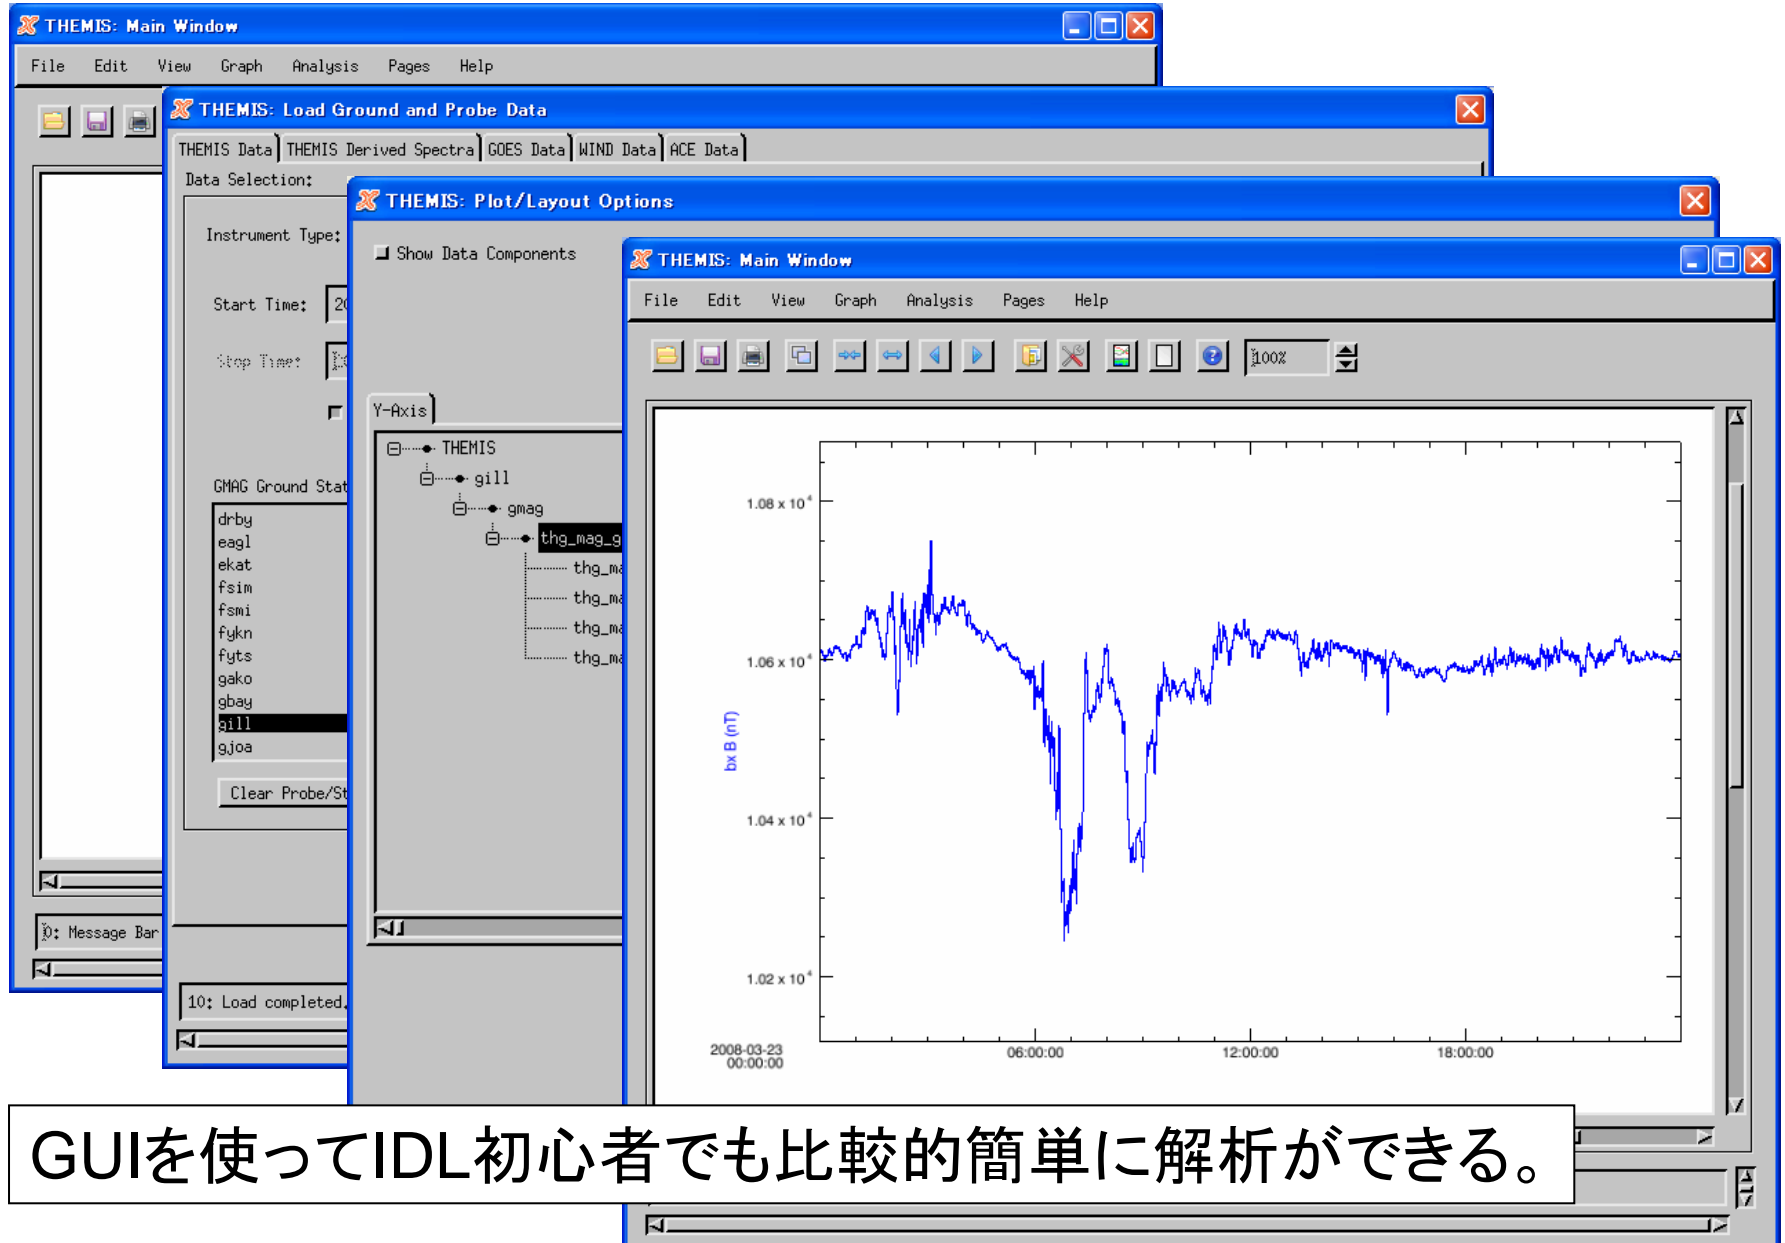 THEMIS: Main Window
File Edit View Graph Analysis Pages Help
THEMIS: Load Ground and Probe Data
THEMIS Data THEMIS Derived Spectra GOES Data WIND Data ACE Data
Data Selection:
Instrument Type:
Start Time: 20
Stop Time:
GMAG Ground Stat
drby
eagl
ekat
fsim
fsmi
fykn
fyts
gako
gbay
gill
gjoa
Clear Probe/St
0: Message Bar
10: Load completed.
THEMIS: Plot/Layout Options
Show Data Components
Y-Axis
THEMIS
gill
gmag
thg_mag_g
thg_ma
thg_ma
thg_ma
thg_ma
THEMIS: Main Window
File Edit View Graph Analysis Pages Help
100%
1.08 x 10⁴
1.06 x 10⁴
1.04 x 10⁴
1.02 x 10⁴
bx B (nT)
2008-03-23
00:00:00
06:00:00
12:00:00
18:00:00
GUIを使ってIDL初心者でも比較的簡単に解析ができる。